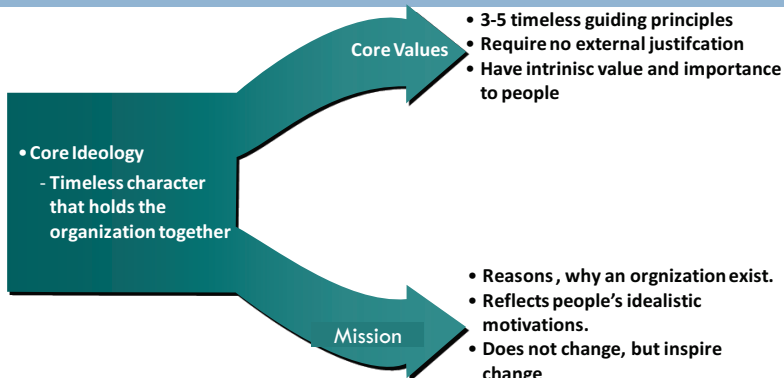 • Core Ideology
- Timeless character
that holds the
organization together
Core Values
• 3-5 timeless guiding principles
• Require no external justifcation
• Have intrinisc value and importance
to people
Mission
• Reasons , why an orgnization exist.
• Reflects people's idealistic
motivations.
• Does not change, but inspire
change